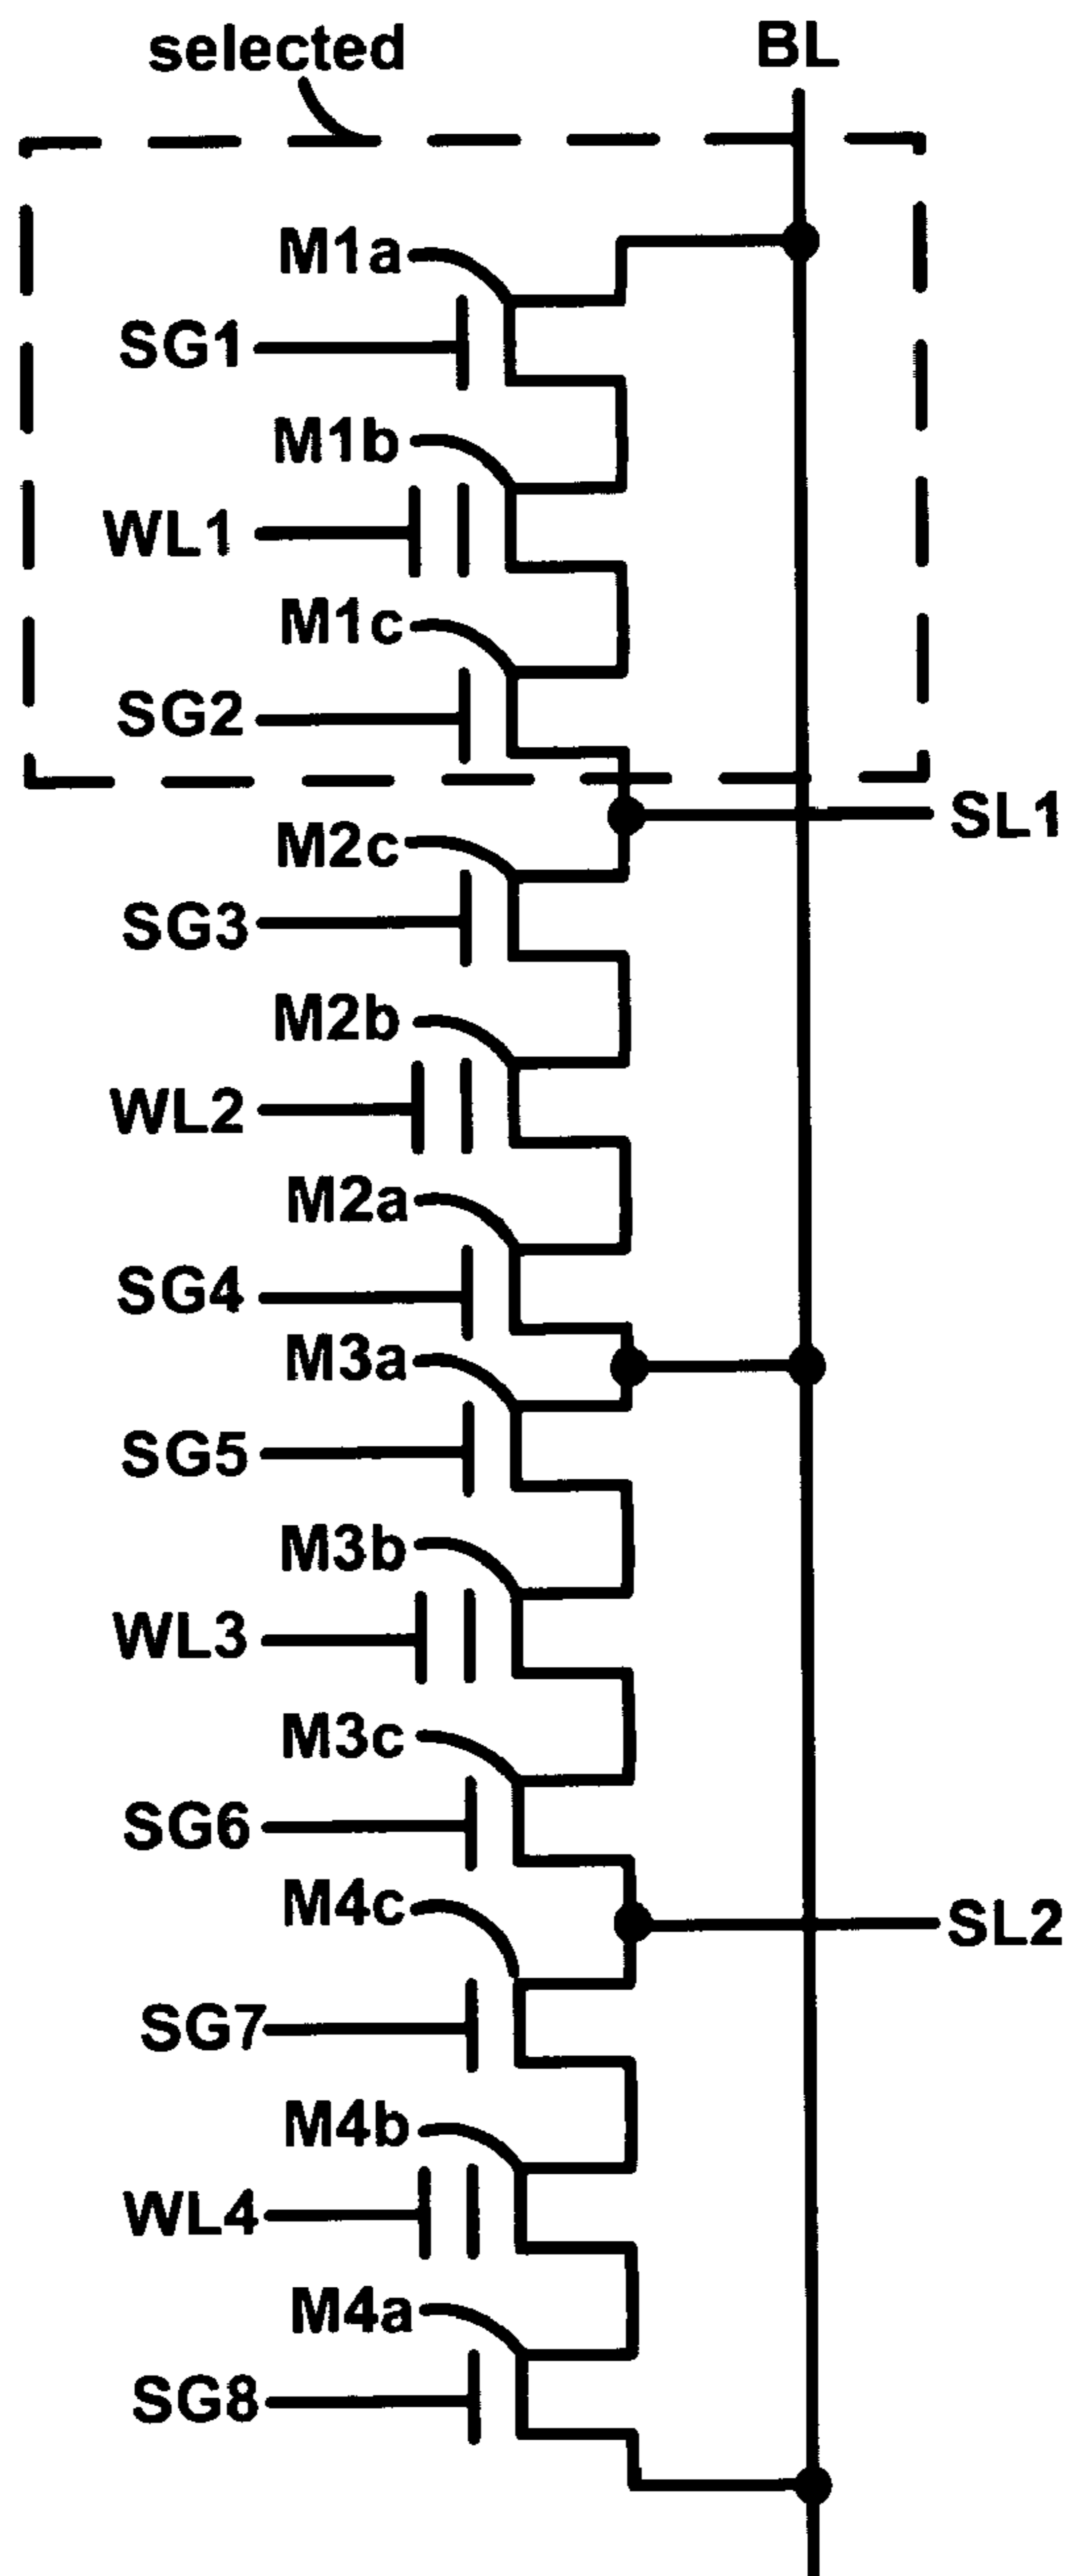 selected
BL
M1a
SG1
M1b
WL1
M1c
SG2
SL1
M2c
SG3
M2b
WL2
M2a
SG4
M3a
SG5
M3b
WL3
M3c
SG6
M4c
SL2
SG7
M4b
WL4
M4a
SG8